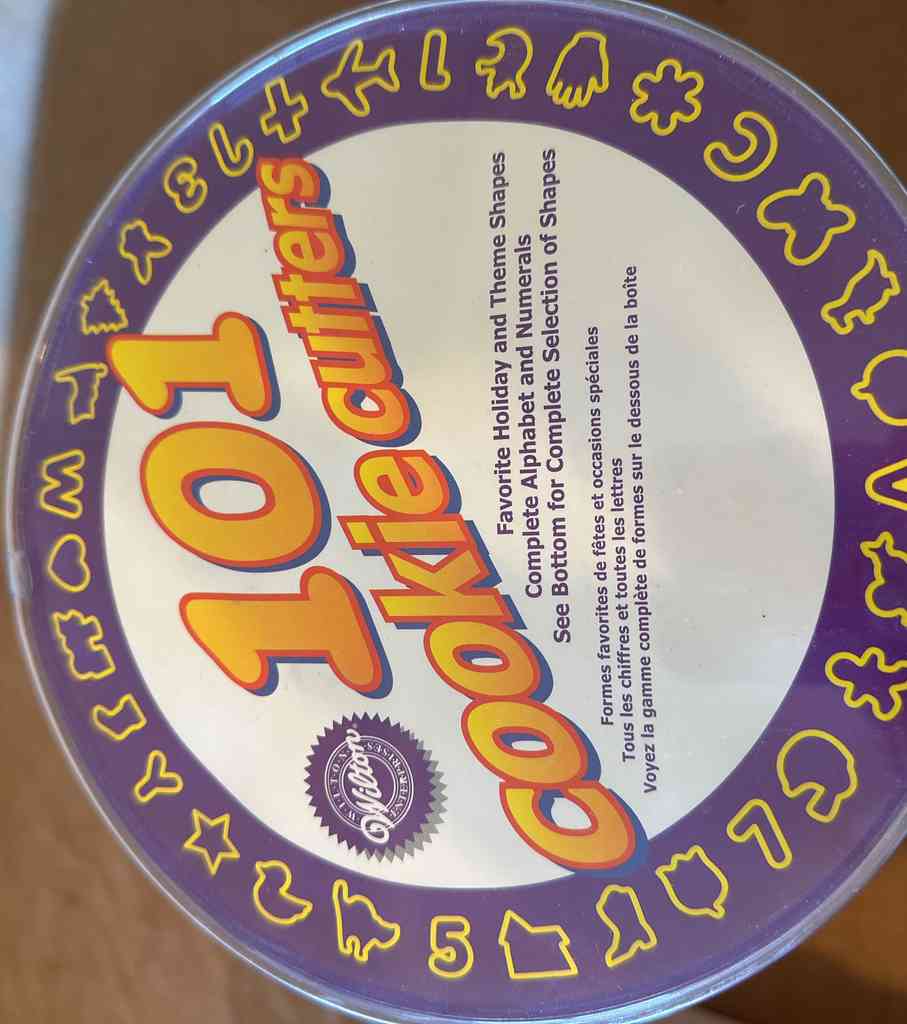 101
cookie cutters
Wilton
WILTON
ENTERPRISES
Favorite Holiday and Theme Shapes
Complete Alphabet and Numerals
See Bottom for Complete Selection of Shapes
Formes favorites de fêtes et occasions spéciales
Tous les chiffres et toutes les lettres
Voyez la gamme complète de formes sur le dessous de la boîte